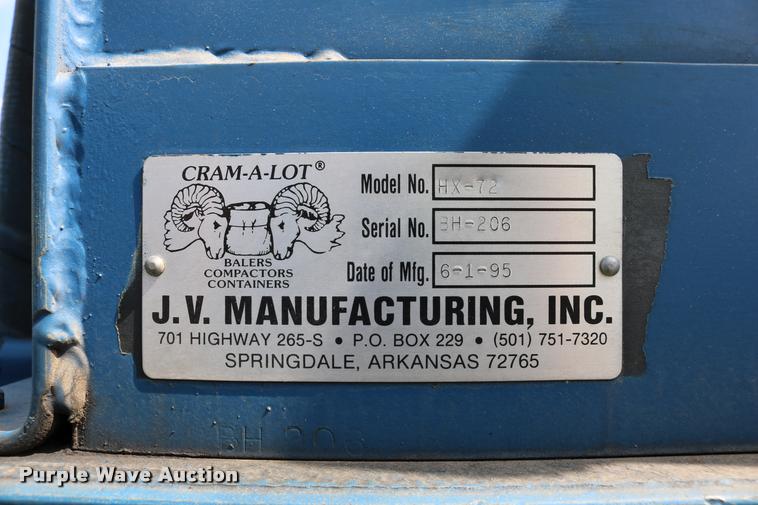 CRAM-A-LOT®
BALERS
COMPACTORS
CONTAINERS
Model No. HX-72
Serial No. BH-206
Date of Mfg. 6-1-95
J.V. MANUFACTURING, INC.
701 HIGHWAY 265-S • P.O. BOX 229 • (501) 751-7320
SPRINGDALE, ARKANSAS 72765
BH 206
Purple Wave Auction